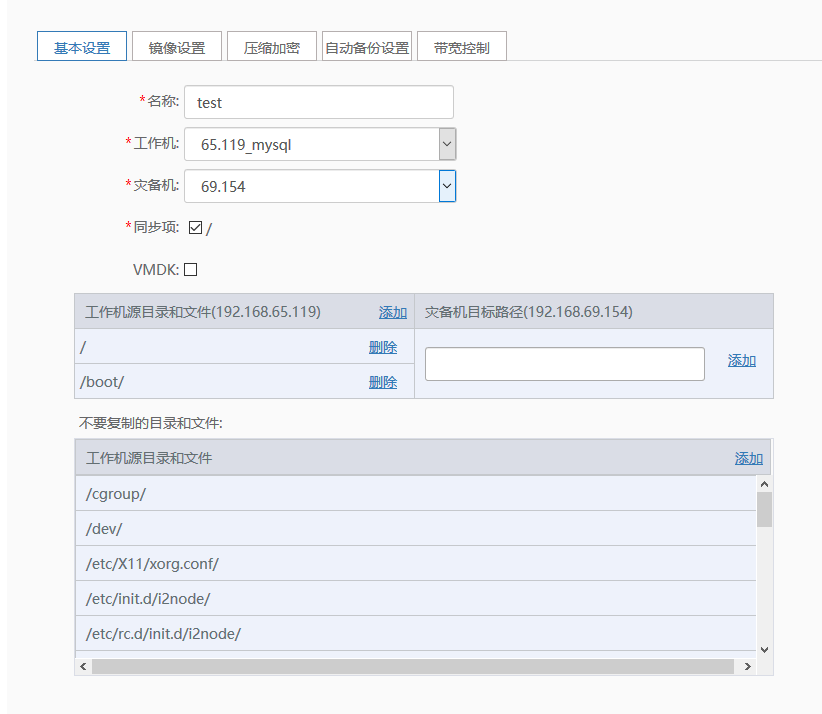 基本设置 镜像设置 压缩加密 自动备份设置 带宽控制
*名称: test
*工作机: 65.119_mysql
*灾备机: 69.154
*同步项: /
VMDK:
工作机源目录和文件(192.168.65.119) 添加 灾备机目标路径(192.168.69.154)
/ 删除
添加
/boot/ 删除
不要复制的目录和文件:
工作机源目录和文件 添加
/cgroup/
/dev/
/etc/X11/xorg.conf/
/etc/init.d/i2node/
/etc/rc.d/init.d/i2node/